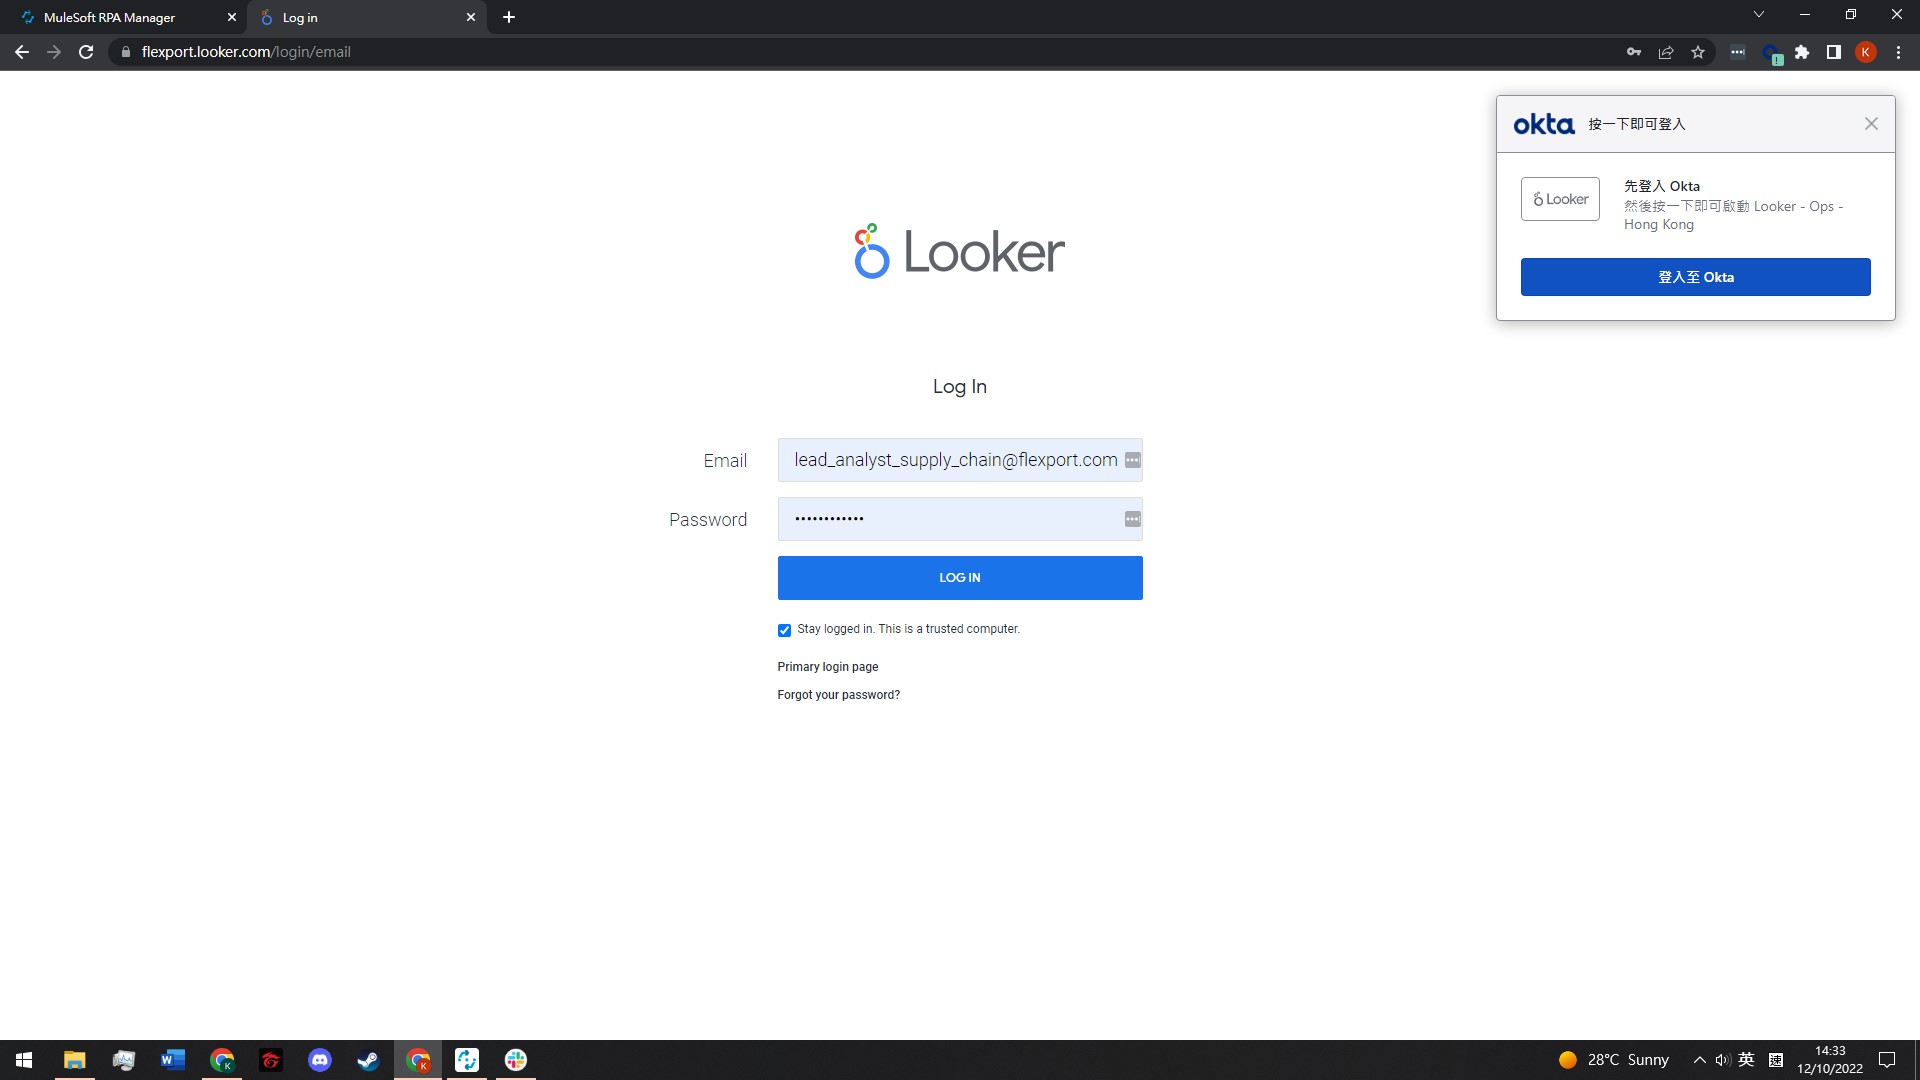 MuleSoft RPA Manager
Log in
flexport.looker.com/login/email
K
okta 按一下即可登入
Looker
先登入 Okta
然後按一下即可啟動 Looker - Ops -
Hong Kong
登入至 Okta
Looker
Log In
Email
lead_analyst_supply_chain@flexport.com
Password
••••••••••••
LOG IN
Stay logged in. This is a trusted computer.
Primary login page
Forgot your password?
28°C Sunny
英
14:33
12/10/2022